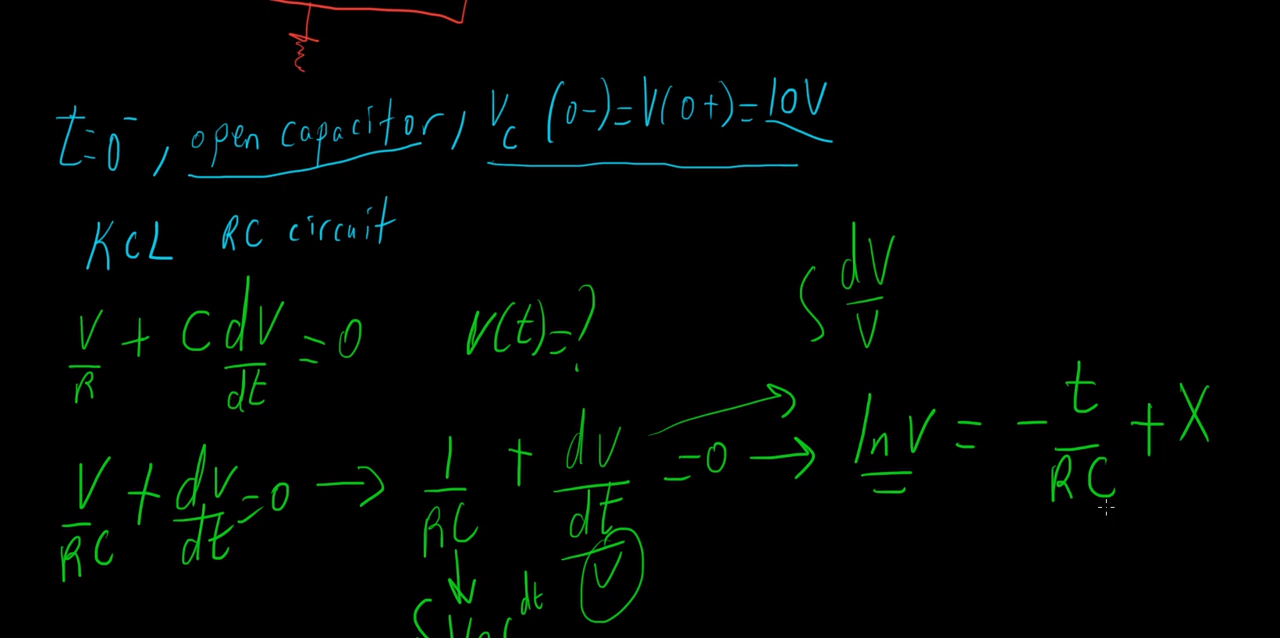 t=0⁻, open capacitor, V_c (0-)=V(0+)=10V
KCL RC circuit
V/R + C dV/dt = 0   V(t)=?
∫ dV/V
V/RC + dV/dt = 0 → 1/RC + (dv/dt)/V = 0 → ln V = - t/RC + X
dt